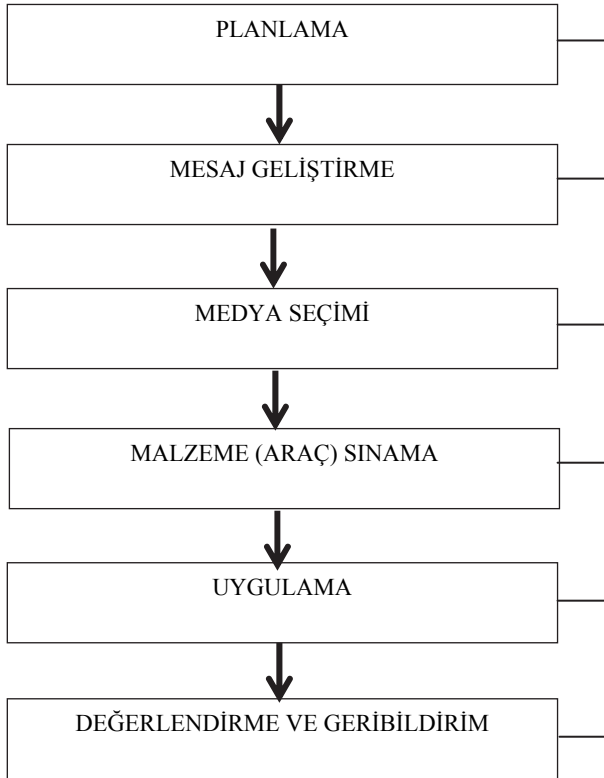 PLANLAMA
MESAJ GELİŞTİRME
MEDYA SEÇİMİ
MALZEME (ARAÇ) SINAMA
UYGULAMA
DEĞERLENDİRME VE GERİBİLDİRİM